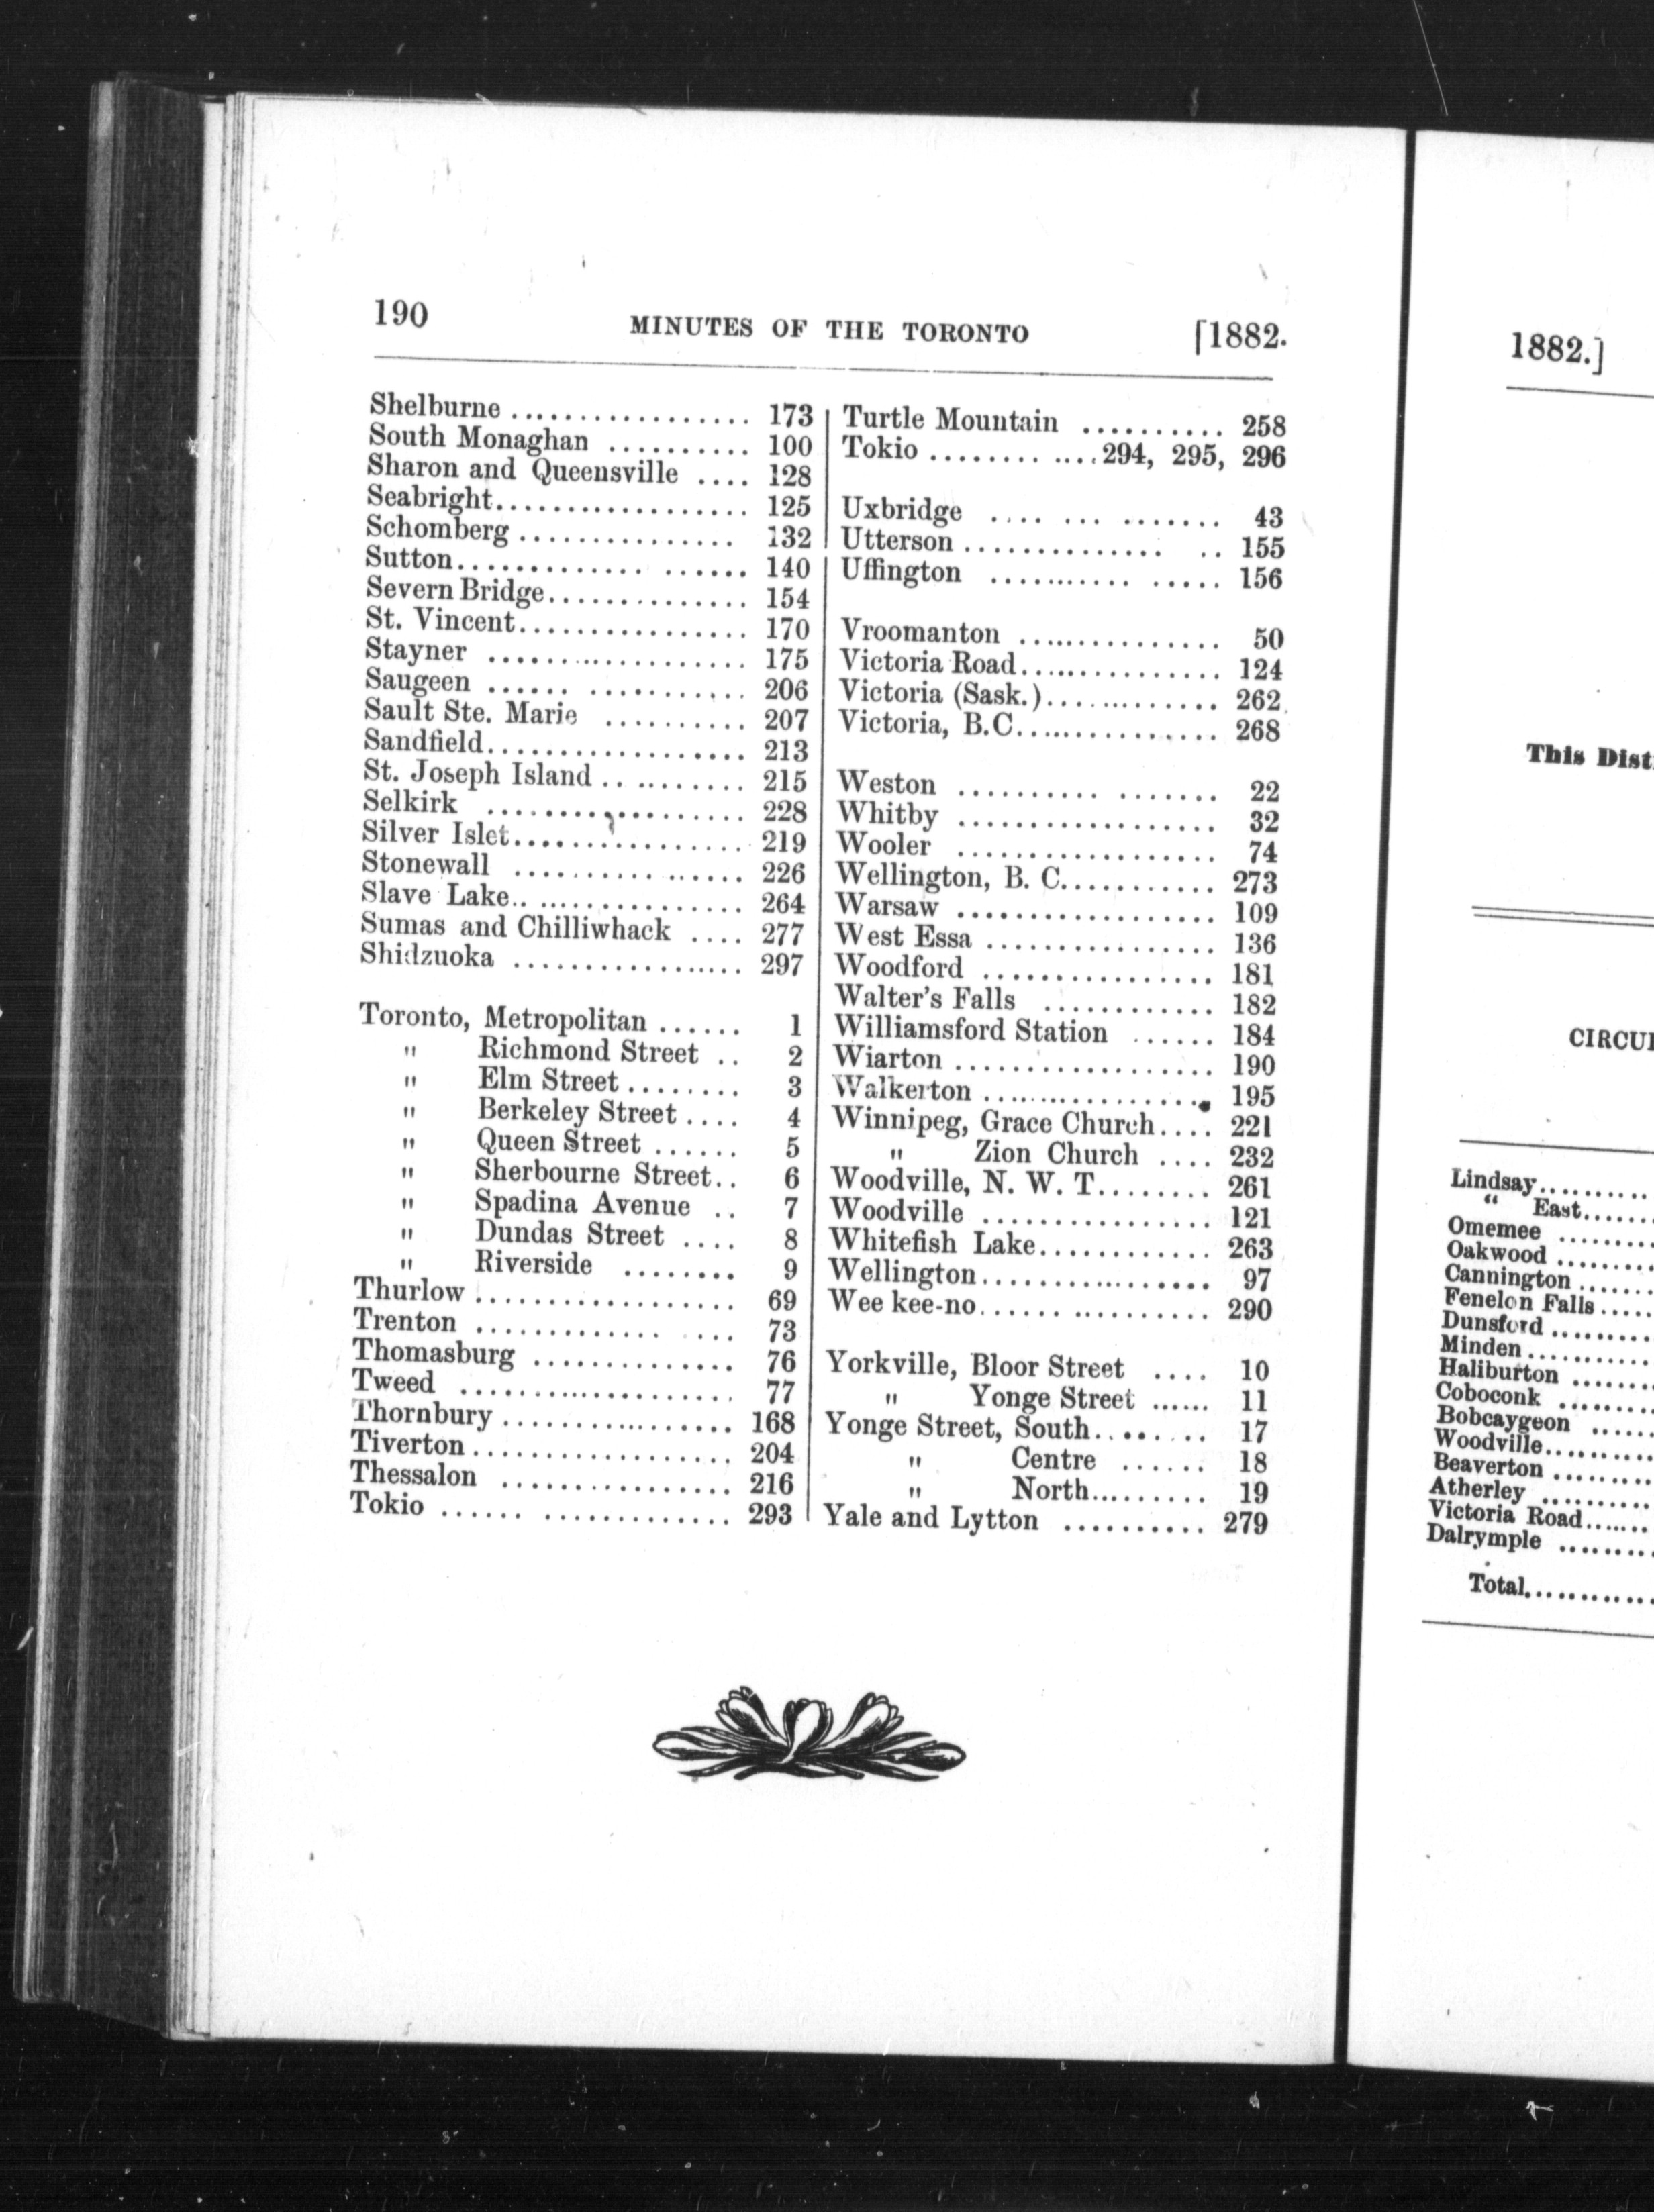 190 MINUTES OF THE TORONTO [1882.
Shelburne ................. 173
South Monaghan .......... 100
Sharon and Queensville .... 128
Seabright.................. 125
Schomberg ............... 132
Sutton............. ...... 140
Severn Bridge.............. 154
St. Vincent................ 170
Stayner ................... 175
Saugeen ...... ........... 206
Sault Ste. Marie .......... 207
Sandfield.................. 213
St. Joseph Island .. ........ 215
Selkirk .................. 228
Silver Islet................. 219
Stonewall ................ 226
Slave Lake.. ............... 264
Sumas and Chilliwhack .... 277
Shidzuoka ................ 297
Toronto, Metropolitan ...... 1
" Richmond Street .. 2
" Elm Street ........ 3
" Berkeley Street .... 4
" Queen Street ...... 5
" Sherbourne Street.. 6
" Spadina Avenue .. 7
" Dundas Street .... 8
" Riverside ........ 9
Thurlow .................. 69
Trenton ............. ... 73
Thomasburg .............. 76
Tweed ................... 77
Thornbury ................ 168
Tiverton .................. 204
Thessalon ................ 216
Tokio ...... ............. 293
Turtle Mountain .......... 258
Tokio ............294, 295, 296
Uxbridge .... ... ....... 43
Utterson .............. .. 155
Uffington .......... ..... 156
Vroomanton .............. 50
Victoria Road.............. 124
Victoria (Sask.)............ 262
Victoria, B.C.............. 268
Weston .......... ....... 22
Whitby .................. 32
Wooler .................. 74
Wellington, B. C........... 273
Warsaw .................. 109
West Essa ................ 136
Woodford ................ 181
Walter's Falls ............ 182
Williamsford Station ...... 184
Wiarton .................. 190
Walkerton ................ 195
Winnipeg, Grace Church.... 221
" Zion Church .... 232
Woodville, N. W. T........ 261
Woodville ................ 121
Whitefish Lake............ 263
Wellington................ 97
Wee kee-no...... ......... 290
Yorkville, Bloor Street .... 10
" Yonge Street ...... 11
Yonge Street, South........ 17
" Centre ...... 18
" North......... 19
Yale and Lytton .......... 279
1882.]
This
CIRCUI
Lindsay..........
“ East.......
Omemee ........
Oakwood ........
Cannington ......
Fenelon Falls .....
Dunsford .........
Minden...........
Haliburton .......
Coboconk ........
Bobcaygeon ......
Woodville.........
Beaverton .........
Atherley ..........
Victoria Road......
Dalrymple ........
Total............